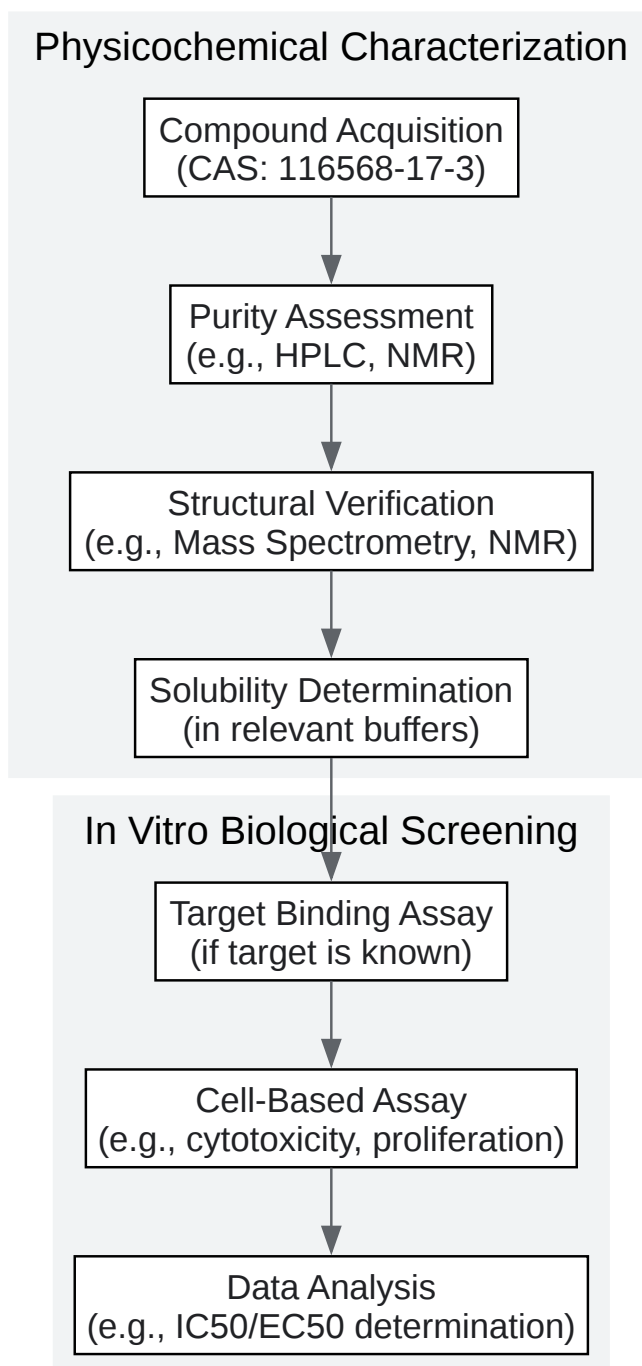 Physicochemical Characterization
Compound Acquisition
(CAS: 116568-17-3)
Purity Assessment
(e.g., HPLC, NMR)
Structural Verification
(e.g., Mass Spectrometry, NMR)
Solubility Determination
(in relevant buffers)
In Vitro Biological Screening
Target Binding Assay
(if target is known)
Cell-Based Assay
(e.g., cytotoxicity, proliferation)
Data Analysis
(e.g., IC50/EC50 determination)